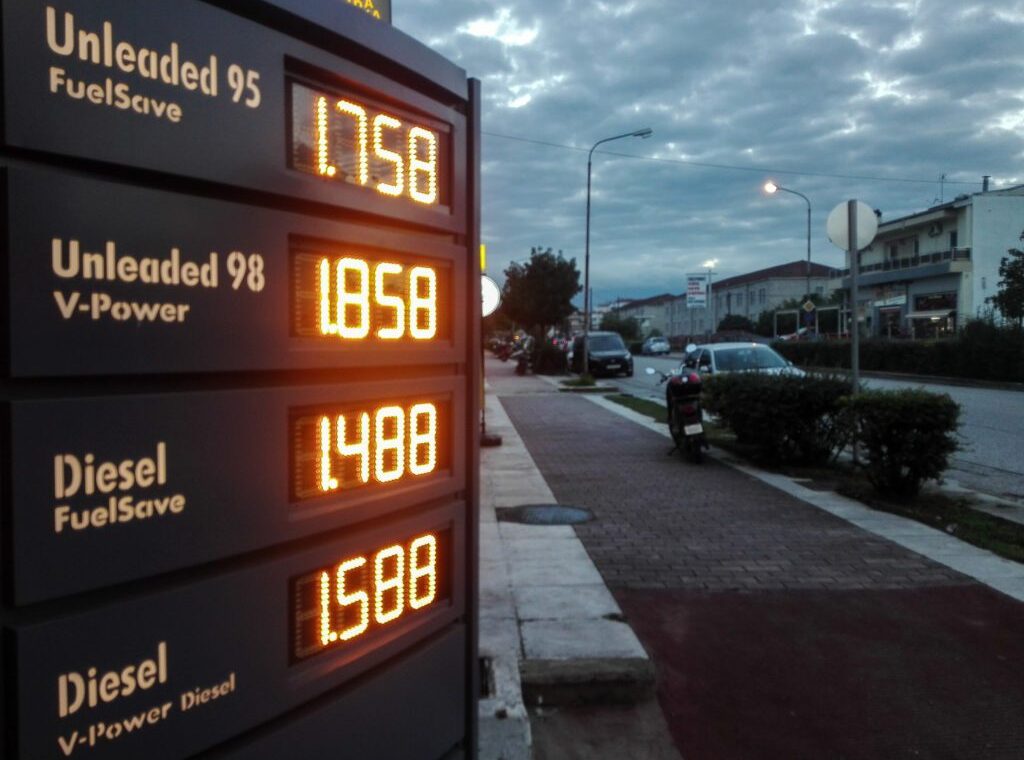 Unleaded 95
FuelSave
1.758
Unleaded 98
V-Power
1.858
Diesel
FuelSave
1.488
Diesel
V-Power Diesel
1.588